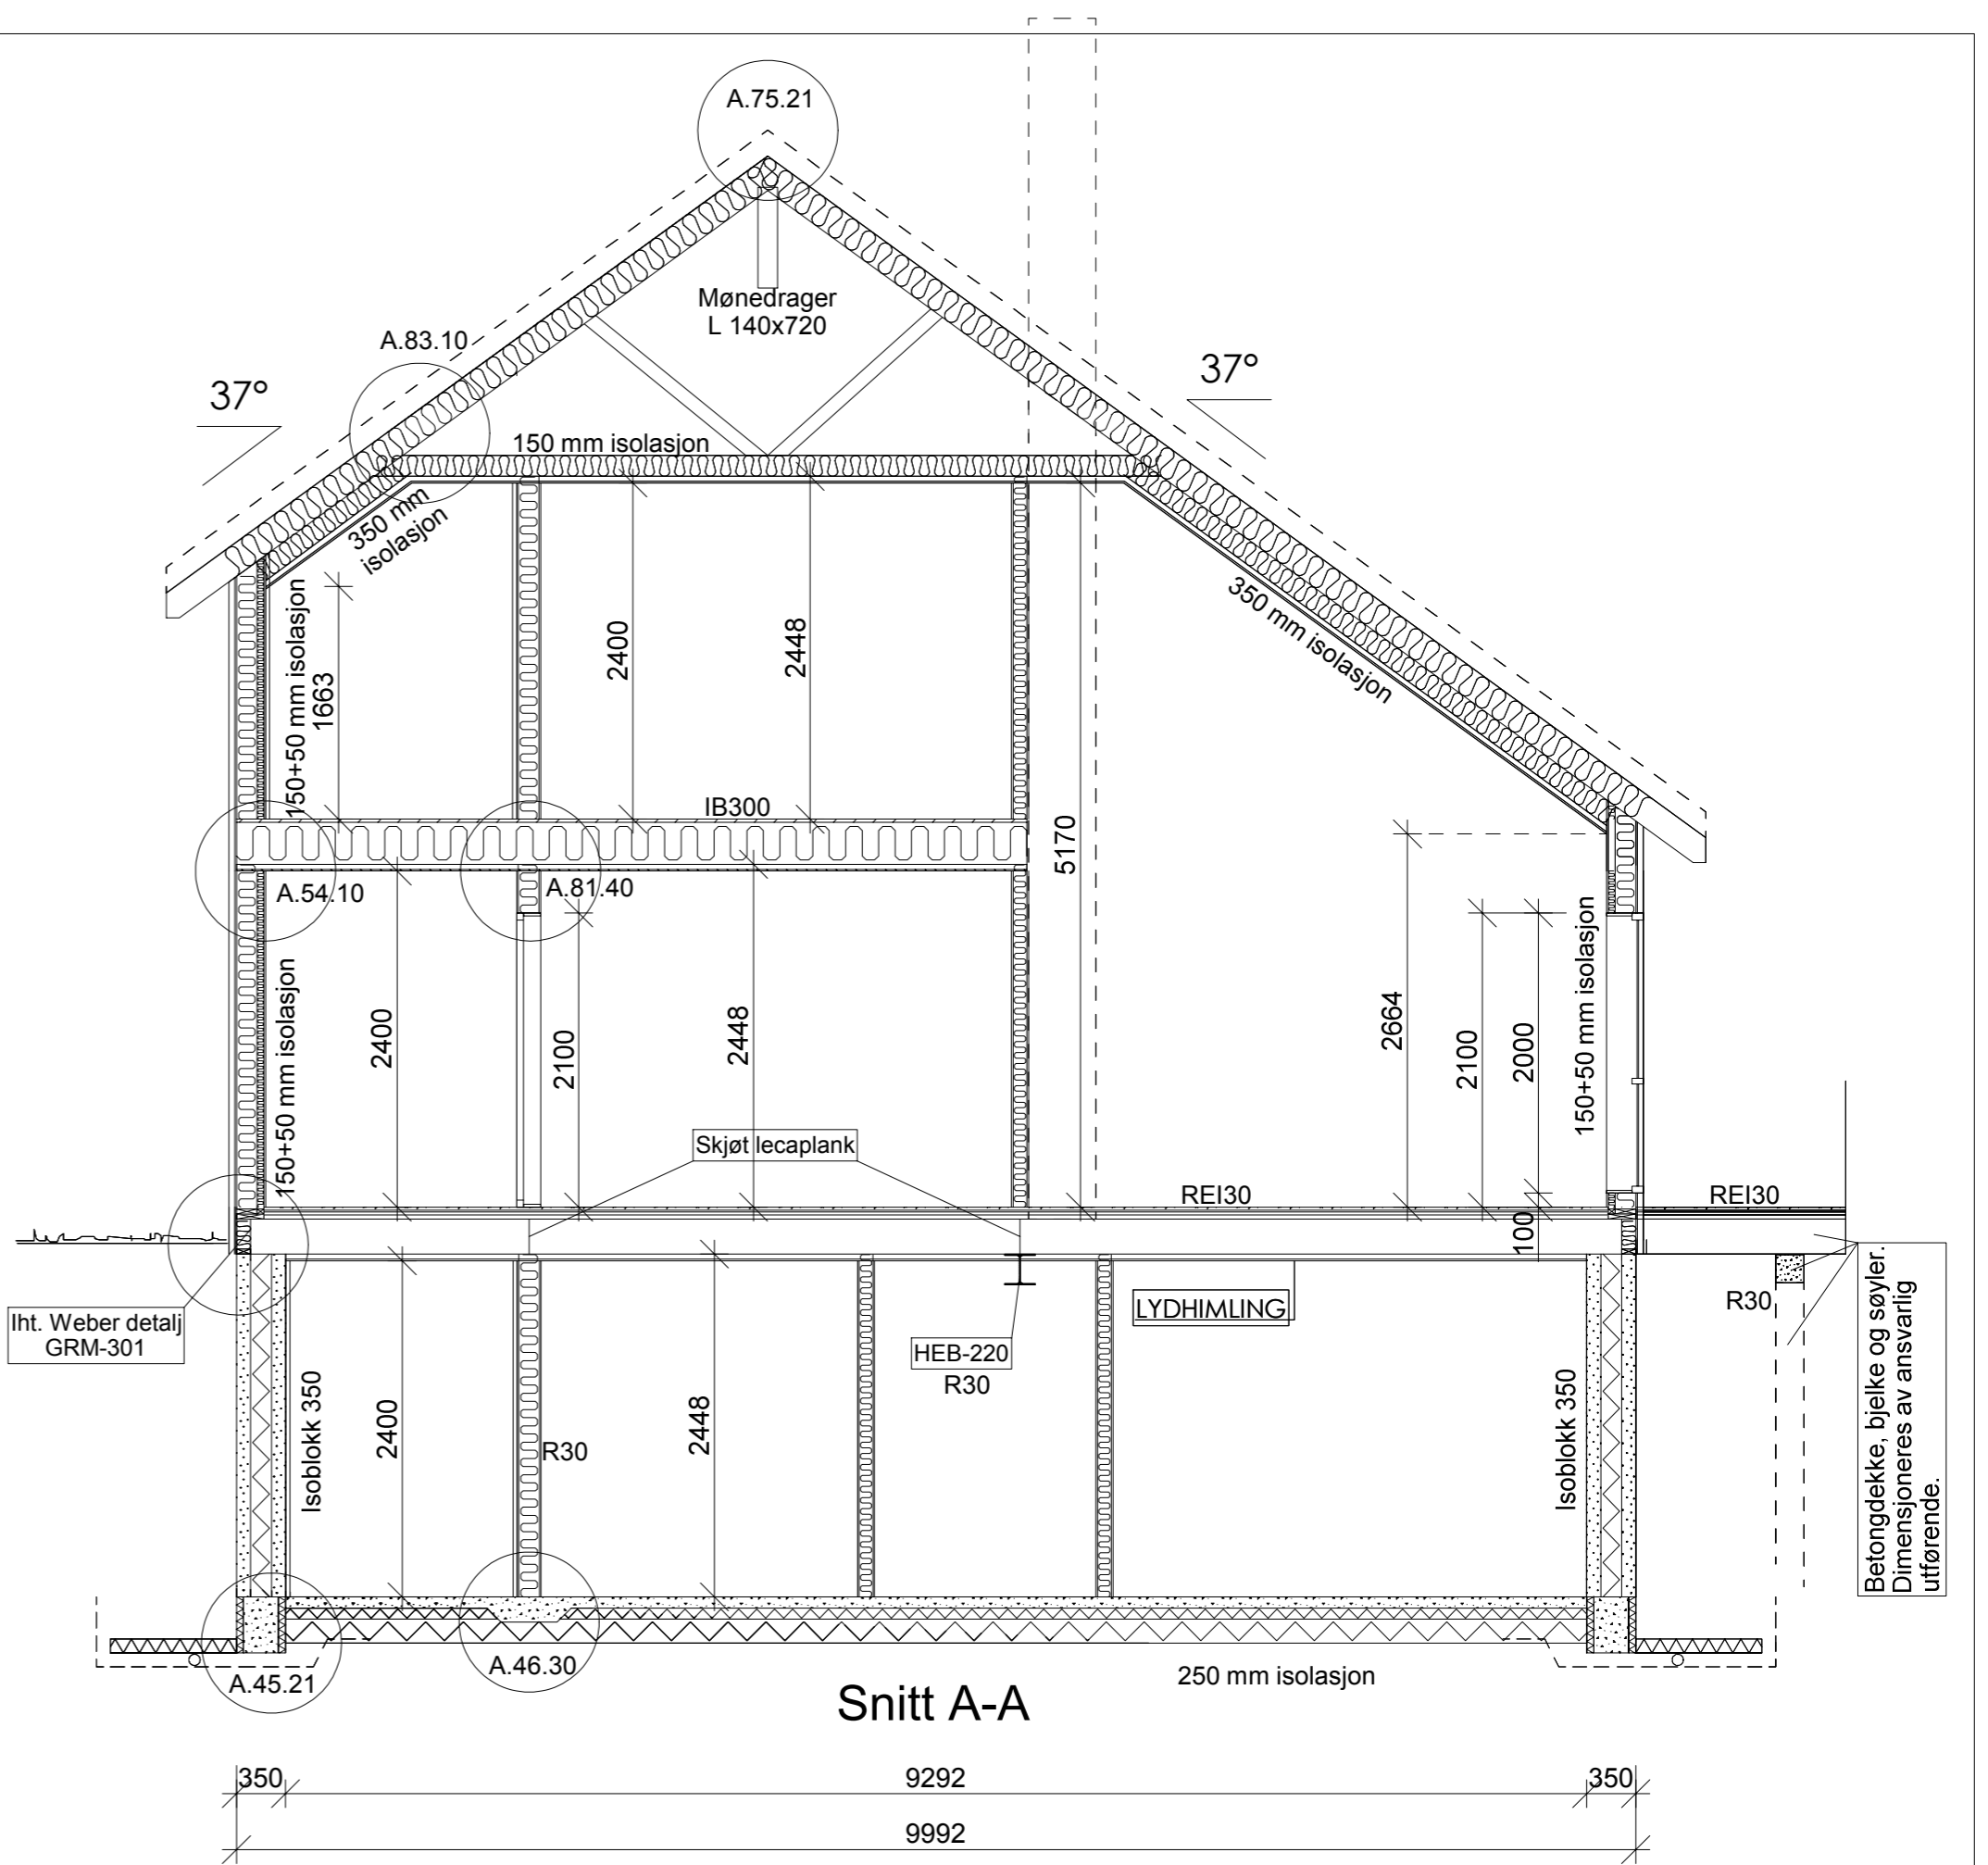 A.75.21
Mønedrager
L 140x720
A.83.10
37°
37°
150 mm isolasjon
350 mm
isolasjon
350 mm isolasjon
150+50 mm isolasjon
1663
2400
2448
IB300
5170
A.54.10
A.81.40
150+50 mm isolasjon
2400
2100
2448
2664
2100
2000
150+50 mm isolasjon
Skjøt lecaplank
REI30
REI30
100
Iht. Weber detalj
GRM-301
LYDHIMLING
HEB-220
R30
R30
Betongdekke, bjelke og søyler.
Dimensjoneres av ansvarlig
utførende.
Isoblokk 350
2400
R30
2448
Isoblokk 350
A.45.21
A.46.30
250 mm isolasjon
Snitt A-A
350
9292
350
9992